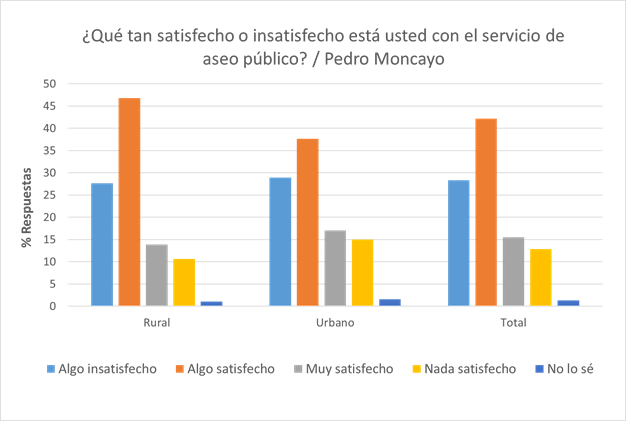 ¿Qué tan satisfecho o insatisfecho está usted con el servicio de
aseo público? / Pedro Moncayo
50
45
40
35
30
25
20
15
10
5
0
% Respuestas
Rural Urbano Total
Algo insatisfecho Algo satisfecho Muy satisfecho Nada satisfecho No lo sé